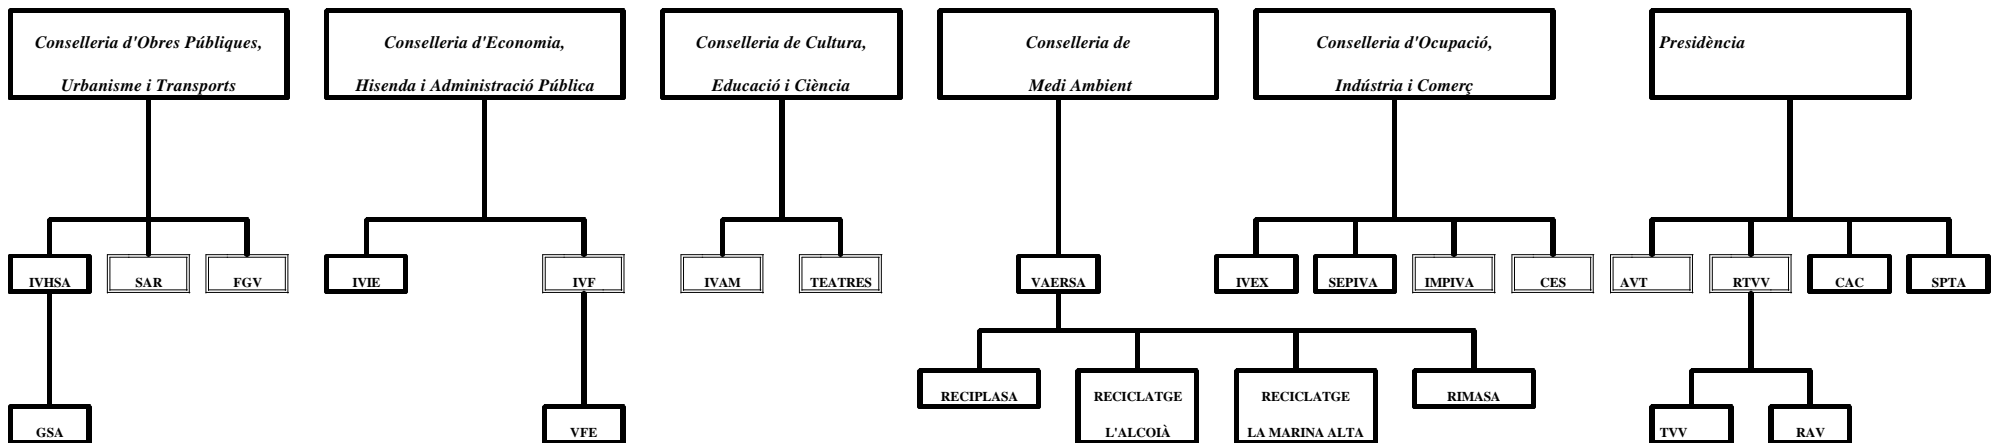 Conselleria d'Obres Públiques,
Urbanisme i Transports
Conselleria d'Economia,
Hisenda i Administració Pública
Conselleria de Cultura,
Educació i Ciència
Conselleria de
Medi Ambient
Conselleria d'Ocupació,
Indústria i Comerç
Presidència
IVHSA
SAR
FGV
IVIE
IVF
IVAM
TEATRES
VAERSA
IVEX
SEPIVA
IMPIVA
CES
AVT
RTVV
CAC
SPTA
RECIPLASA
RECICLATGE
L'ALCOIÀ
RECICLATGE
LA MARINA ALTA
RIMASA
GSA
VFE
TVV
RAV